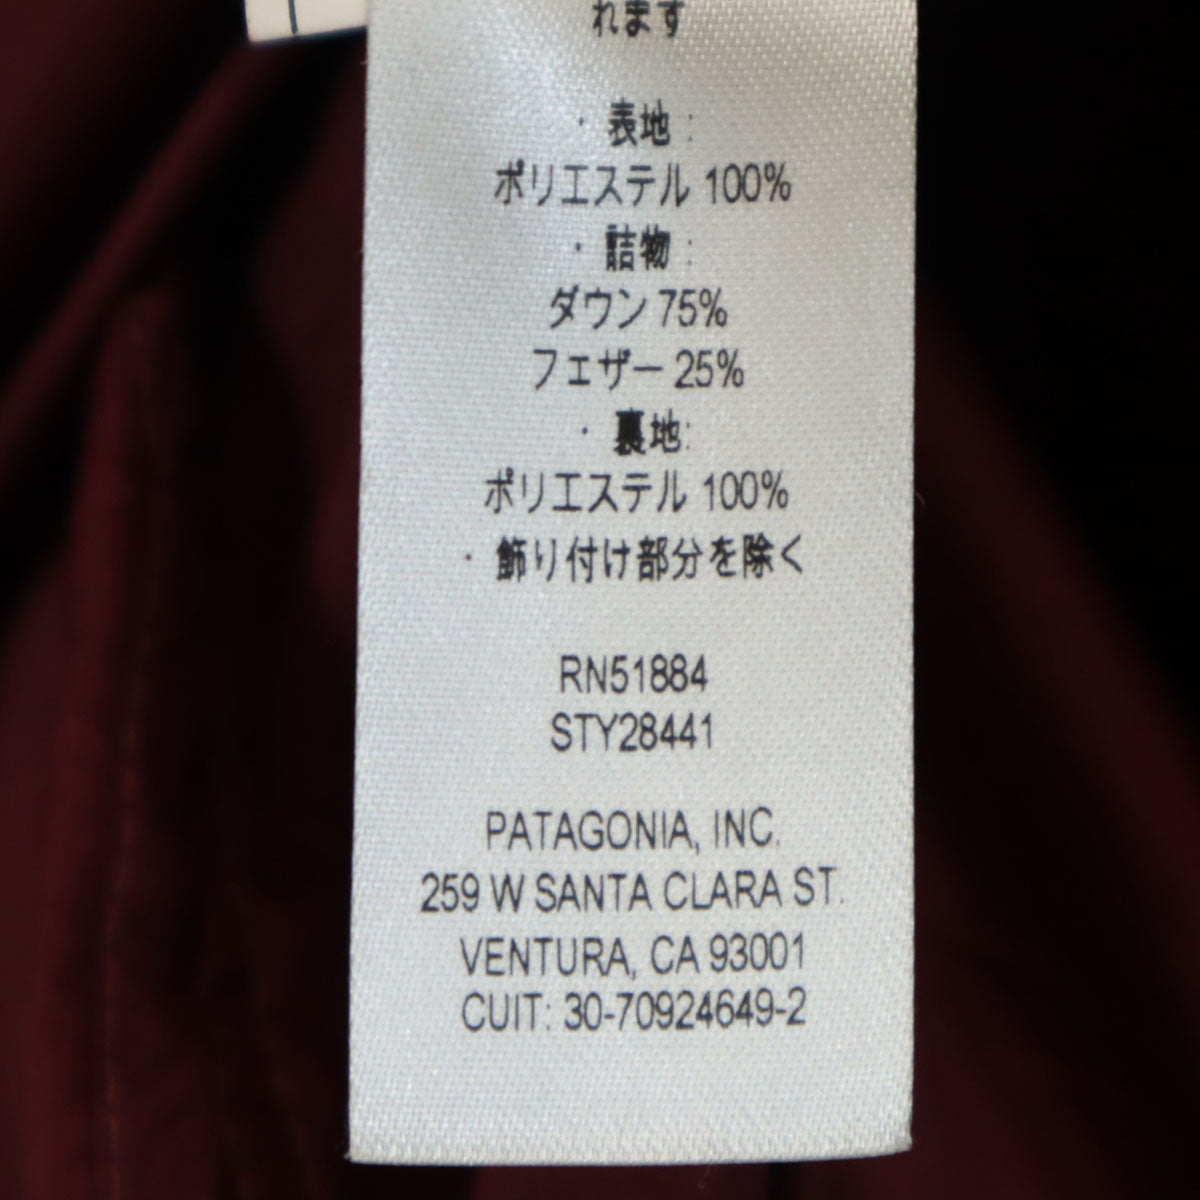 れます
· 表地 :
ポリエステル 100%
· 詰物 :
ダウン 75%
フェザー 25%
· 裏地:
ポリエステル 100%
· 飾り付け部分を除く
RN51884
STY28441
PATAGONIA, INC.
259 W SANTA CLARA ST.
VENTURA, CA 93001
CUIT: 30-70924649-2